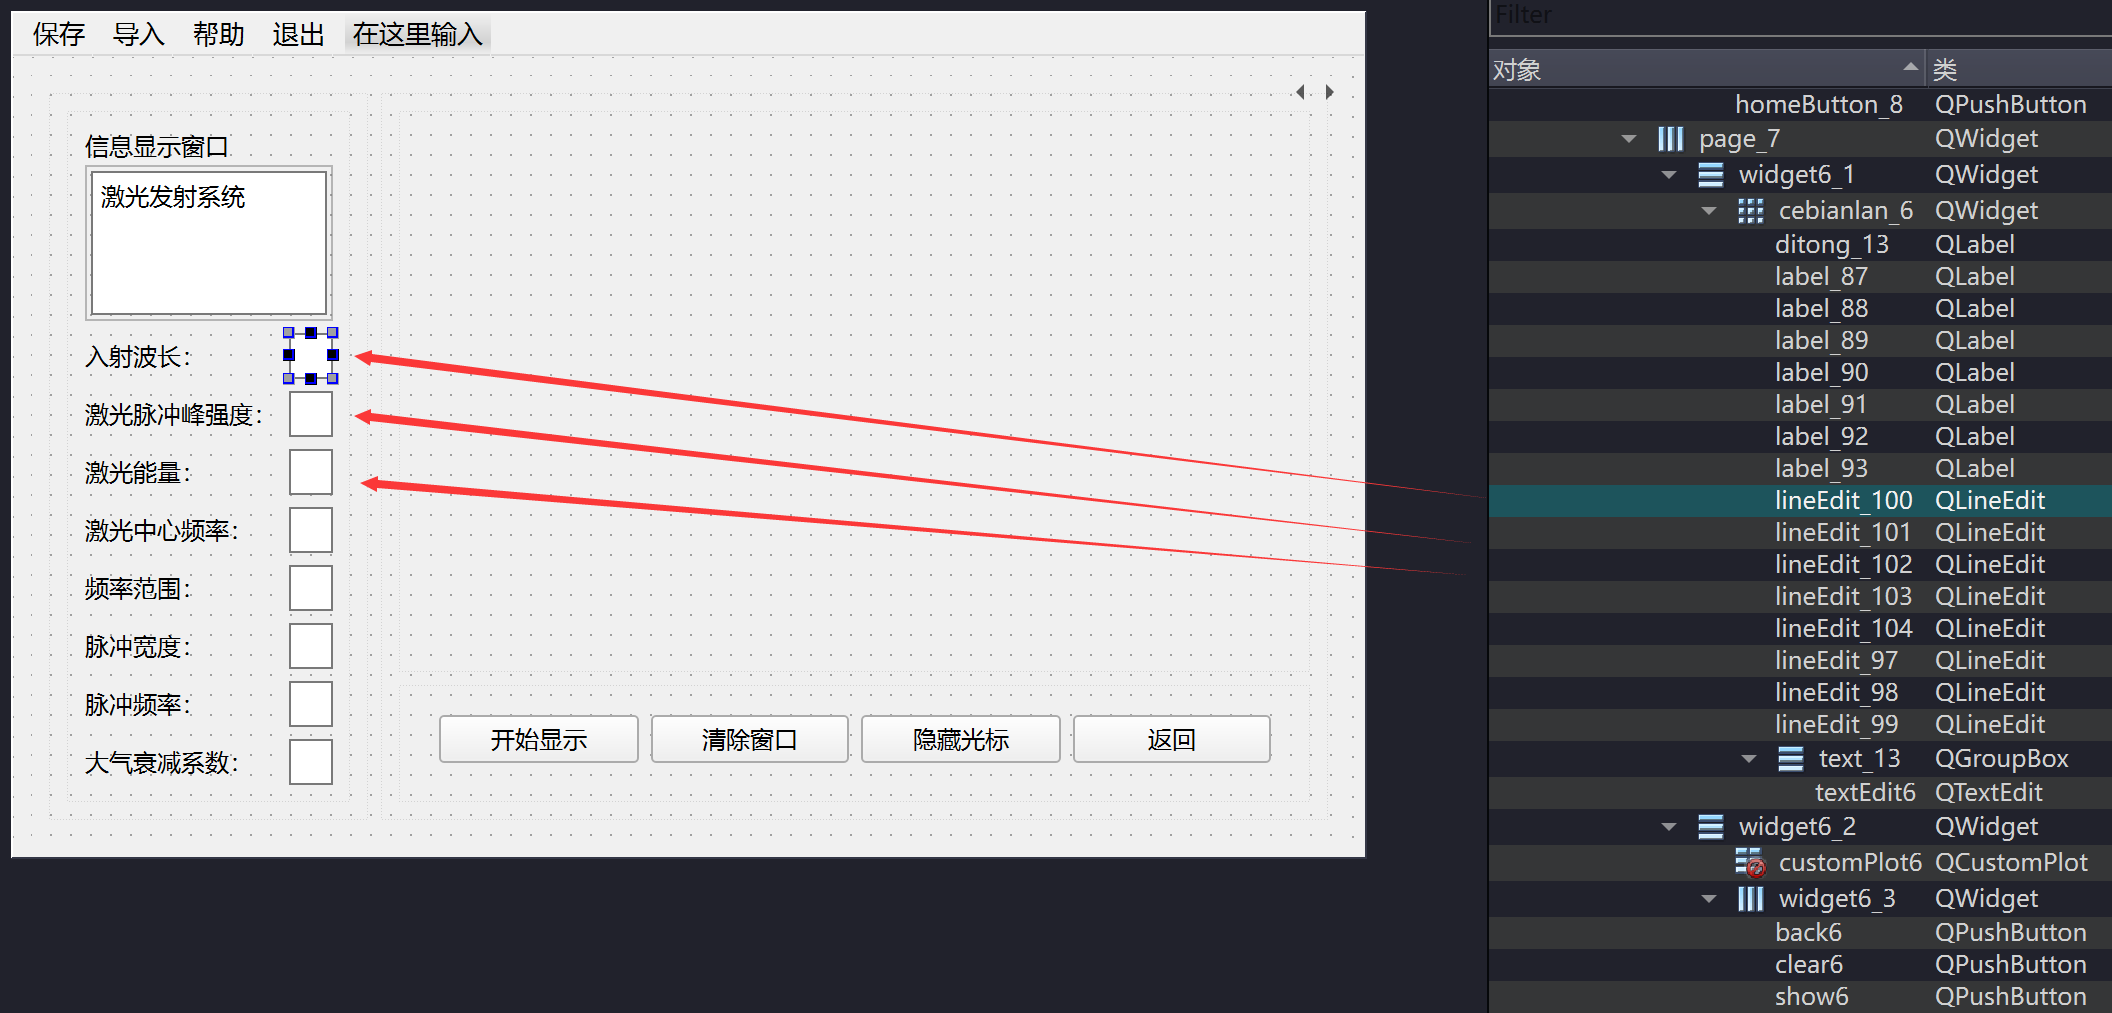 保存 导入 帮助 退出 在这里输入
信息显示窗口
激光发射系统
入射波长：
激光脉冲峰强度：
激光能量：
激光中心频率：
频率范围：
脉冲宽度：
脉冲频率：
大气衰减系数：
开始显示 清除窗口 隐藏光标 返回
Filter
对象 类
homeButton_8 QPushButton
page_7 QWidget
widget6_1 QWidget
cebianlan_6 QWidget
ditong_13 QLabel
label_87 QLabel
label_88 QLabel
label_89 QLabel
label_90 QLabel
label_91 QLabel
label_92 QLabel
label_93 QLabel
lineEdit_100 QLineEdit
lineEdit_101 QLineEdit
lineEdit_102 QLineEdit
lineEdit_103 QLineEdit
lineEdit_104 QLineEdit
lineEdit_97 QLineEdit
lineEdit_98 QLineEdit
lineEdit_99 QLineEdit
text_13 QGroupBox
textEdit6 QTextEdit
widget6_2 QWidget
customPlot6 QCustomPlot
widget6_3 QWidget
back6 QPushButton
clear6 QPushButton
show6 QPushButton